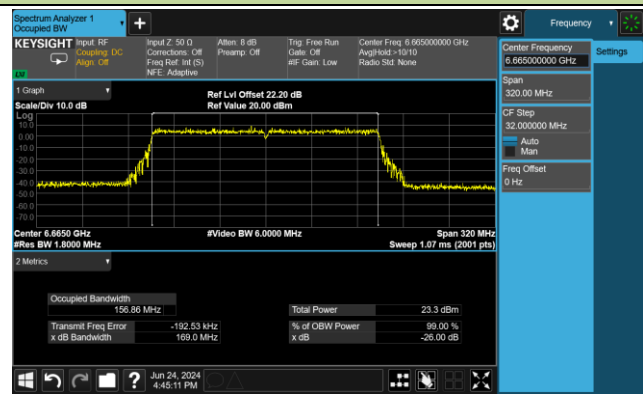 Spectrum Analyzer 1
Occupied BW
Frequency
KEYSIGHT
Input: RF
Coupling: DC
Align: Off
Input Z: 50 Ω
Corrections: Off
Freq Ref: Int (S)
NFE: Adaptive
Atten: 8 dB
Preamp: Off
Trig: Free Run
Gate: Off
#IF Gain: Low
Center Freq: 6.665000000 GHz
Avg|Hold:>10/10
Radio Std: None
LU
Center Frequency
6.665000000 GHz
Settings
Span
320.00 MHz
CF Step
32.000000 MHz
Auto
Man
Freq Offset
0 Hz
1 Graph
Scale/Div 10.0 dB
Ref Lvl Offset 22.20 dB
Ref Value 20.00 dBm
Log
10.0
0.00
-10.0
-20.0
-30.0
-40.0
-50.0
-60.0
-70.0
Center 6.6650 GHz
#Video BW 6.0000 MHz
Span 320 MHz
#Res BW 1.8000 MHz
Sweep 1.07 ms (2001 pts)
2 Metrics
Occupied Bandwidth
156.86 MHz
Total Power 23.3 dBm
Transmit Freq Error -192.53 kHz
% of OBW Power 99.00 %
x dB Bandwidth 169.0 MHz
x dB -26.00 dB
Jun 24, 2024
4:45:11 PM